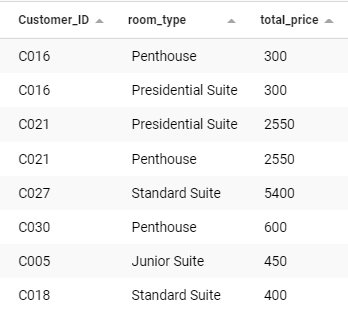 Customer_ID room_type total_price
C016 Penthouse 300
C016 Presidential Suite 300
C021 Presidential Suite 2550
C021 Penthouse 2550
C027 Standard Suite 5400
C030 Penthouse 600
C005 Junior Suite 450
C018 Standard Suite 400